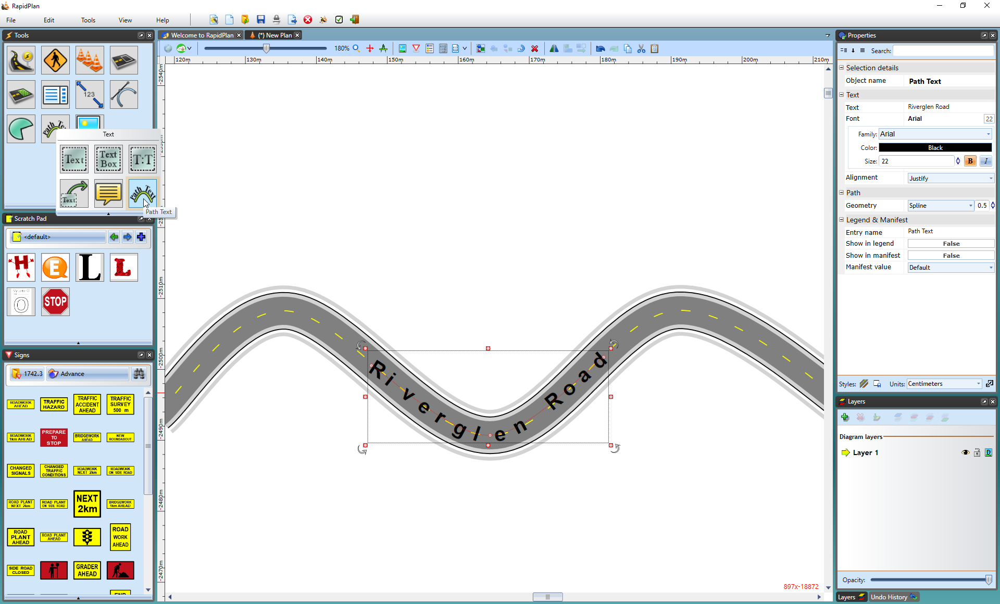 RapidPlan
File Edit Tools View Help
Tools
Welcome to RapidPlan (*) New Plan
Properties
180%
Search:
120m 130m 140m 150m 160m 170m 180m 190m 200m 210m
-2540m
-2510m
-2500m
-2490m
-2480m
-2470m
123
Path Te
Text
Text
Text Box
T:T
Text
Path Text
Path Text
Scratch Pad
<default>
H E L L
My Letter O
O
STOP
Signs
1742.3 Advance
ROADWORK AHEAD
TRAFFIC HAZARD
TRAFFIC ACCIDENT AHEAD
TRAFFIC SURVEY 500 m
ROADWORK 1km AHEAD
PREPARE TO STOP
BRIDGEWORK AHEAD
NEW ROUNDABOUT
CHANGED SIGNALS
CHANGED TRAFFIC CONDITIONS
ROADWORK NEXT 2km
ROADWORK ON SIDE ROAD
ROAD PLANT NEXT 2km
ROAD PLANT ON SIDE ROAD
NEXT 2km
BRIDGEWORK 1km AHEAD
ROAD PLANT AHEAD
ROAD PLANT AHEAD
ROAD WORK AHEAD
SIDE ROAD CLOSED
GRADER AHEAD
Riverglen Road
897x-18872
Selection details
Object name Path Text
Text
Text Riverglen Road
Font Arial 22
Family: Arial
Color: Black
Size: 22 B I
Alignment Justify
Path
Geometry Spline 0.5
Legend & Manifest
Entry name Path Text
Show in legend False
Show in manifest False
Manifest value Default
Styles: Units: Centimeters
Layers
Diagram layers
Layer 1 D
Opacity:
Layers Undo History